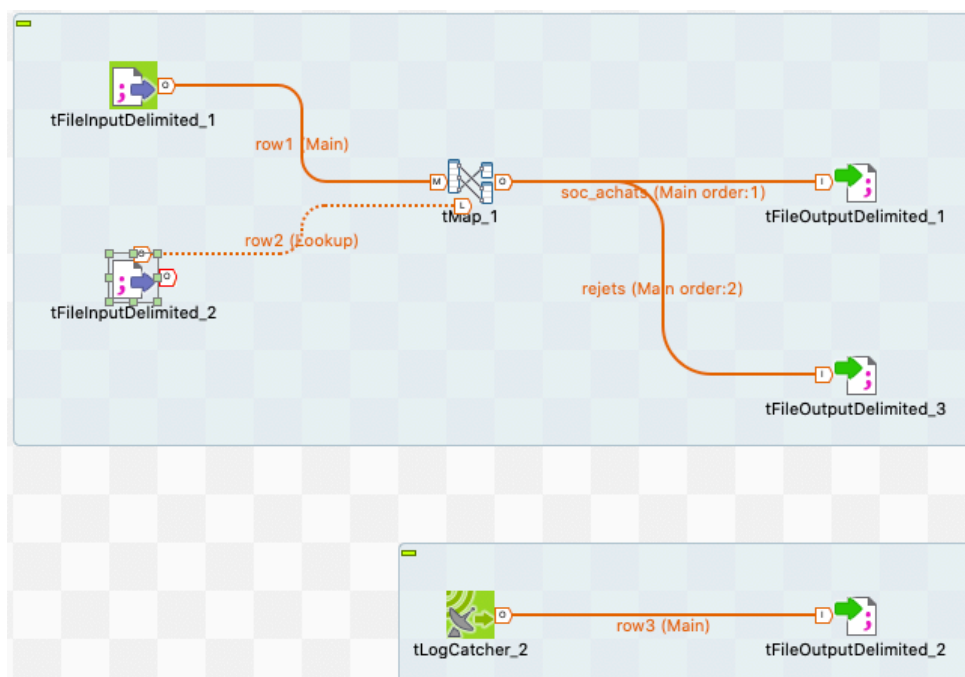 tFileInputDelimited_1
row1 (Main)
M
L
tMap_1
soc_achats (Main order:1)
tFileOutputDelimited_1
row2 (Lookup)
rejets (Main order:2)
tFileInputDelimited_2
tFileOutputDelimited_3
tLogCatcher_2
row3 (Main)
tFileOutputDelimited_2